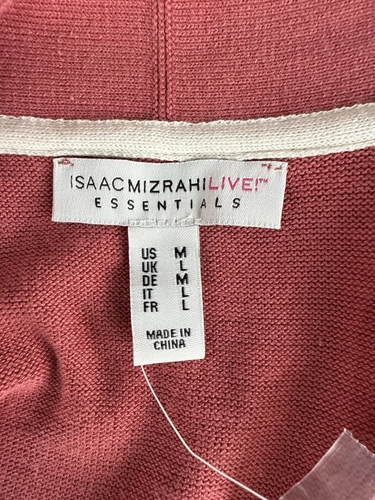 ISAACMIZRAHILIVE!™
ESSENTIALS
US M
UK L
DE M
IT L
FR L
MADE IN
CHINA